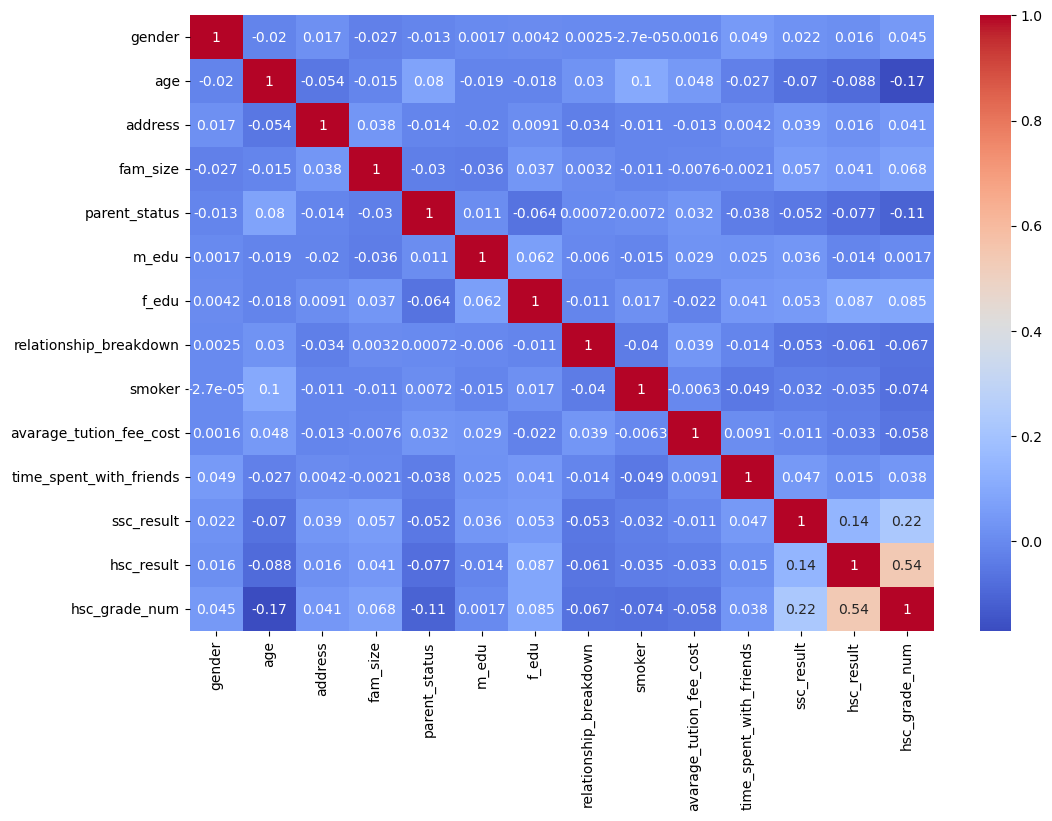 gender 1 -0.02 0.017 -0.027 -0.013 0.0017 0.0042 0.0025 -2.7e-05 0.0016 0.049 0.022 0.016 0.045
age -0.02 1 -0.054 -0.015 0.08 -0.019 -0.018 0.03 0.1 0.048 -0.027 -0.07 -0.088 -0.17
address 0.017 -0.054 1 0.038 -0.014 -0.02 0.0091 -0.034 -0.011 -0.013 0.0042 0.039 0.016 0.041
fam_size -0.027 -0.015 0.038 1 -0.03 -0.036 0.037 0.0032 -0.011 -0.0076 -0.0021 0.057 0.041 0.068
parent_status -0.013 0.08 -0.014 -0.03 1 0.011 -0.064 0.00072 0.0072 0.032 -0.038 -0.052 -0.077 -0.11
m_edu 0.0017 -0.019 -0.02 -0.036 0.011 1 0.062 -0.006 -0.015 0.029 0.025 0.036 -0.014 0.0017
f_edu 0.0042 -0.018 0.0091 0.037 -0.064 0.062 1 -0.011 0.017 -0.022 0.041 0.053 0.087 0.085
relationship_breakdown 0.0025 0.03 -0.034 0.0032 0.00072 -0.006 -0.011 1 -0.04 0.039 -0.014 -0.053 -0.061 -0.067
smoker -2.7e-05 0.1 -0.011 -0.011 0.0072 -0.015 0.017 -0.04 1 -0.0063 -0.049 -0.032 -0.035 -0.074
avarage_tution_fee_cost 0.0016 0.048 -0.013 -0.0076 0.032 0.029 -0.022 0.039 -0.0063 1 0.0091 -0.011 -0.033 -0.058
time_spent_with_friends 0.049 -0.027 0.0042 -0.0021 -0.038 0.025 0.041 -0.014 -0.049 0.0091 1 0.047 0.015 0.038
ssc_result 0.022 -0.07 0.039 0.057 -0.052 0.036 0.053 -0.053 -0.032 -0.011 0.047 1 0.14 0.22
hsc_result 0.016 -0.088 0.016 0.041 -0.077 -0.014 0.087 -0.061 -0.035 -0.033 0.015 0.14 1 0.54
hsc_grade_num 0.045 -0.17 0.041 0.068 -0.11 0.0017 0.085 -0.067 -0.074 -0.058 0.038 0.22 0.54 1
gender
age
address
fam_size
parent_status
m_edu
f_edu
relationship_breakdown
smoker
avarage_tution_fee_cost
time_spent_with_friends
ssc_result
hsc_result
hsc_grade_num
1.0
0.8
0.6
0.4
0.2
0.0